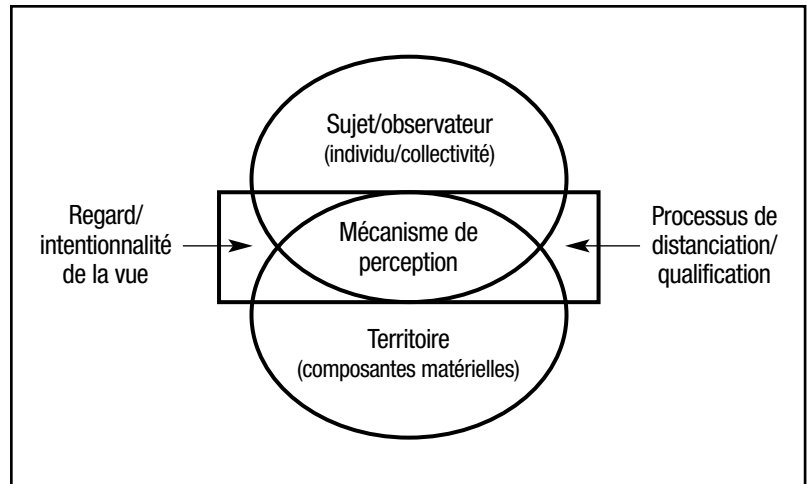 Sujet/observateur
(individu/collectivité)
Regard/
intentionnalité
de la vue
Mécanisme de
perception
Processus de
distanciation/
qualification
Territoire
(composantes matérielles)